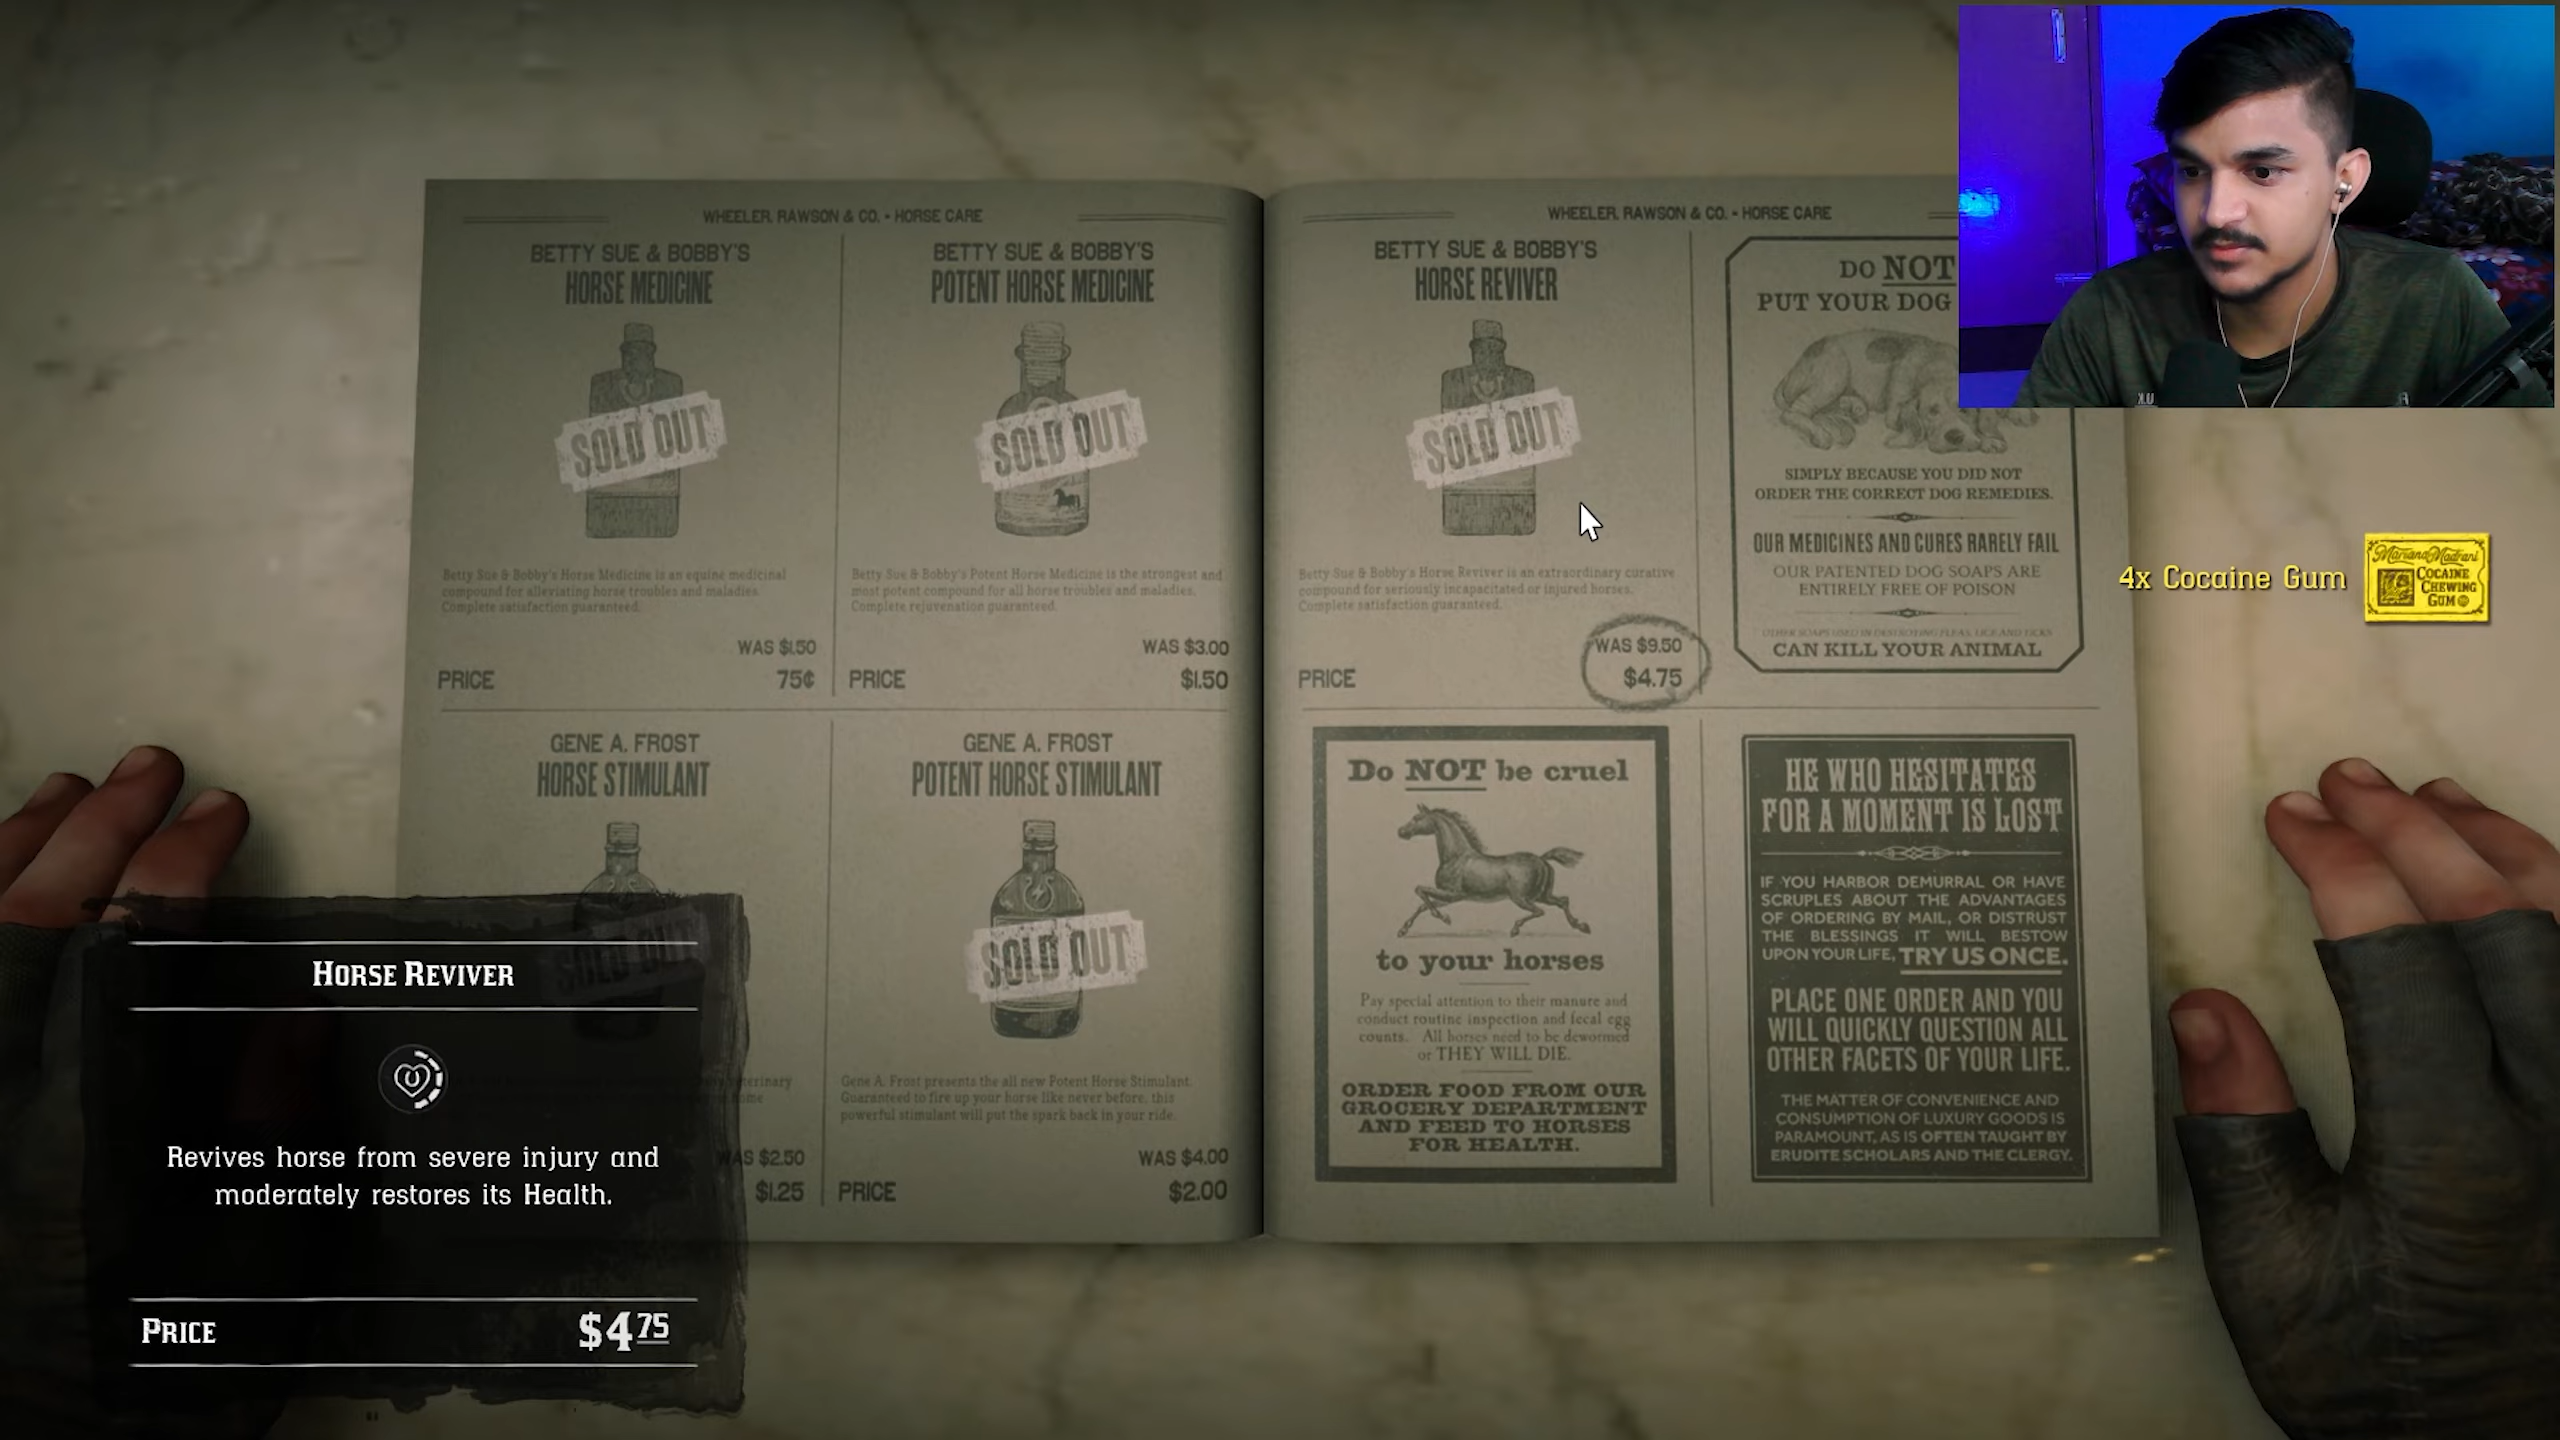 WHEELER, RAWSON & CO. • HORSE CARE
BETTY SUE & BOBBY'S
HORSE MEDICINE
SOLD OUT
Betty Sue & Bobby's Horse Medicine is an equine medicinal
compound for alleviating horse troubles and maladies.
Complete satisfaction guaranteed.
WAS $1.50
PRICE 75¢
BETTY SUE & BOBBY'S
POTENT HORSE MEDICINE
SOLD OUT
Betty Sue & Bobby's Potent Horse Medicine is the strongest and
most potent compound for all horse troubles and maladies.
Complete rejuvenation guaranteed.
WAS $3.00
PRICE $1.50
GENE A. FROST
HORSE STIMULANT
SOLD OUT
WAS $2.50
$1.25
GENE A. FROST
POTENT HORSE STIMULANT
SOLD OUT
Gene A. Frost presents the all new Potent Horse Stimulant.
Guaranteed to fire up your horse like never before, this
powerful stimulant will put the spark back in your ride.
WAS $4.00
PRICE $2.00
WHEELER, RAWSON & CO. • HORSE CARE
BETTY SUE & BOBBY'S
HORSE REVIVER
SOLD OUT
Betty Sue & Bobby's Horse Reviver is an extraordinary curative
compound for seriously incapacitated or injured horses.
Complete satisfaction guaranteed.
WAS $9.50
PRICE $4.75
DO NOT
PUT YOUR DOG
SIMPLY BECAUSE YOU DID NOT
ORDER THE CORRECT DOG REMEDIES.
OUR MEDICINES AND CURES RARELY FAIL
OUR PATENTED DOG SOAPS ARE
ENTIRELY FREE OF POISON
OTHER SOAPS USED IN DESTROYING FLEAS, LICE AND TICKS
CAN KILL YOUR ANIMAL
Do NOT be cruel
to your horses
Pay special attention to their manure and
conduct routine inspection and fecal egg
counts. All horses need to be dewormed
or THEY WILL DIE.
ORDER FOOD FROM OUR
GROCERY DEPARTMENT
AND FEED TO HORSES
FOR HEALTH.
HE WHO HESITATES
FOR A MOMENT IS LOST
IF YOU HARBOR DEMURRAL OR HAVE
SCRUPLES ABOUT THE ADVANTAGES
OF ORDERING BY MAIL, OR DISTRUST
THE BLESSINGS IT WILL BESTOW
UPON YOUR LIFE, TRY US ONCE.
PLACE ONE ORDER AND YOU
WILL QUICKLY QUESTION ALL
OTHER FACETS OF YOUR LIFE.
THE MATTER OF CONVENIENCE AND
CONSUMPTION OF LUXURY GOODS IS
PARAMOUNT, AS IS OFTEN TAUGHT BY
ERUDITE SCHOLARS AND THE CLERGY.
4x Cocaine Gum
Mariana Madrani
COCAINE
CHEWING
GUM
HORSE REVIVER
Revives horse from severe injury and
moderately restores its Health.
PRICE $4.75